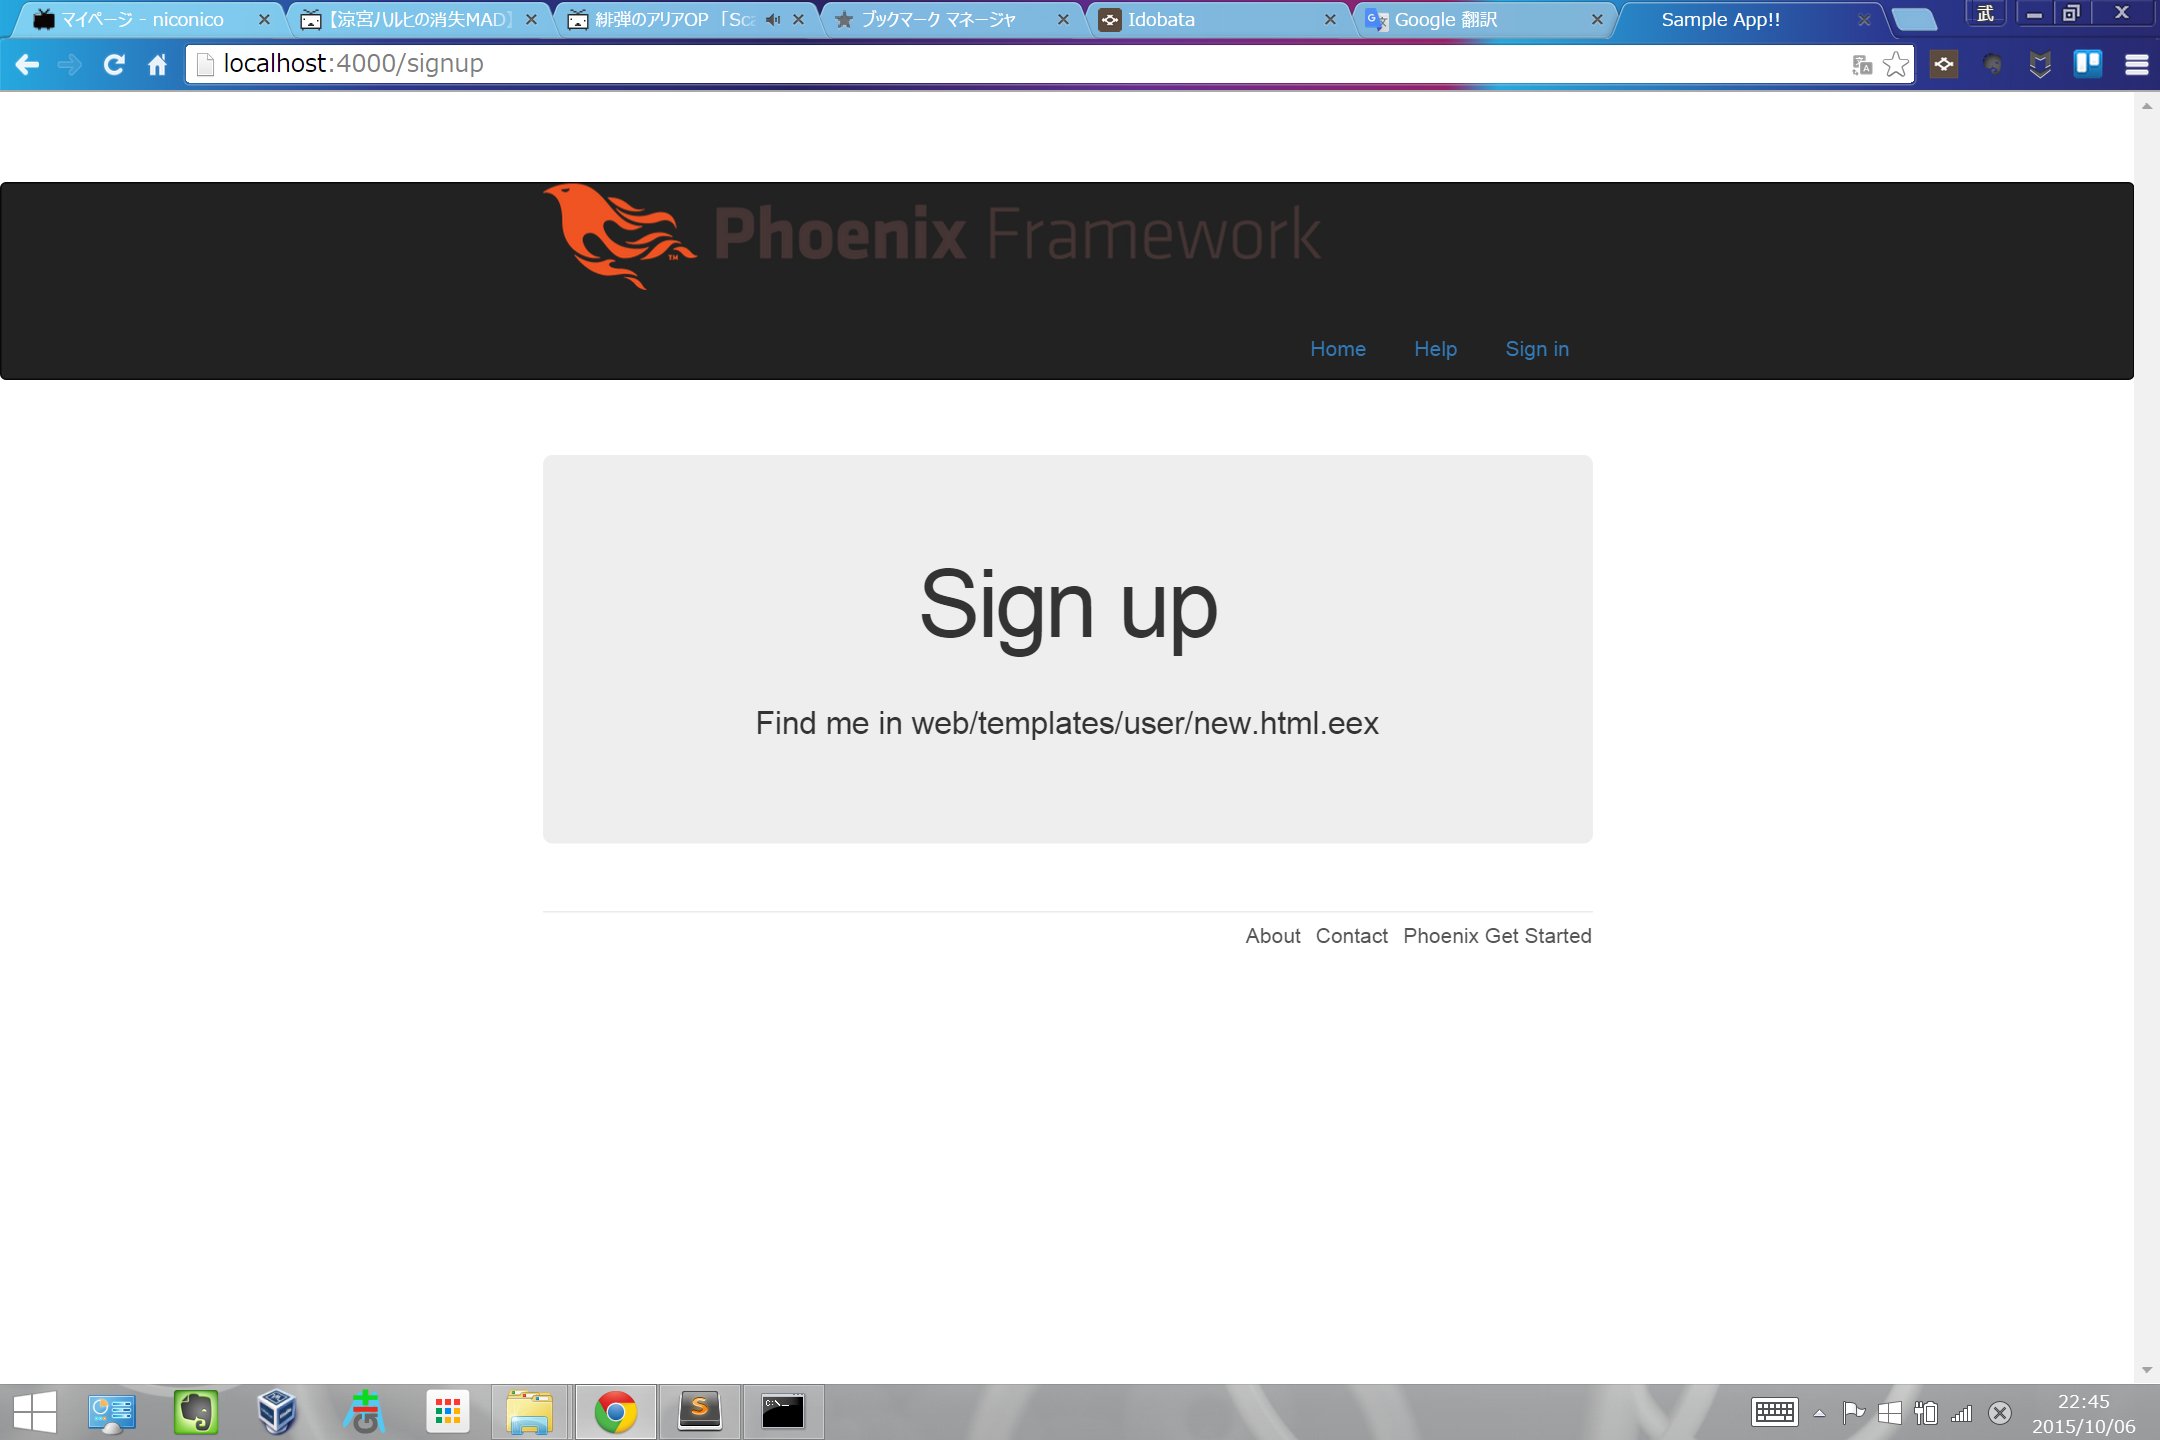 マイページ - niconico
【涼宮ハルヒの消失MAD】
緋弾のアリアOP 「Sca
ブックマーク マネージャ
Idobata
Google 翻訳
Sample App!!
武
localhost:4000/signup
Phoenix Framework
TM
Home Help Sign in
Sign up
Find me in web/templates/user/new.html.eex
About Contact Phoenix Get Started
22:45
2015/10/06